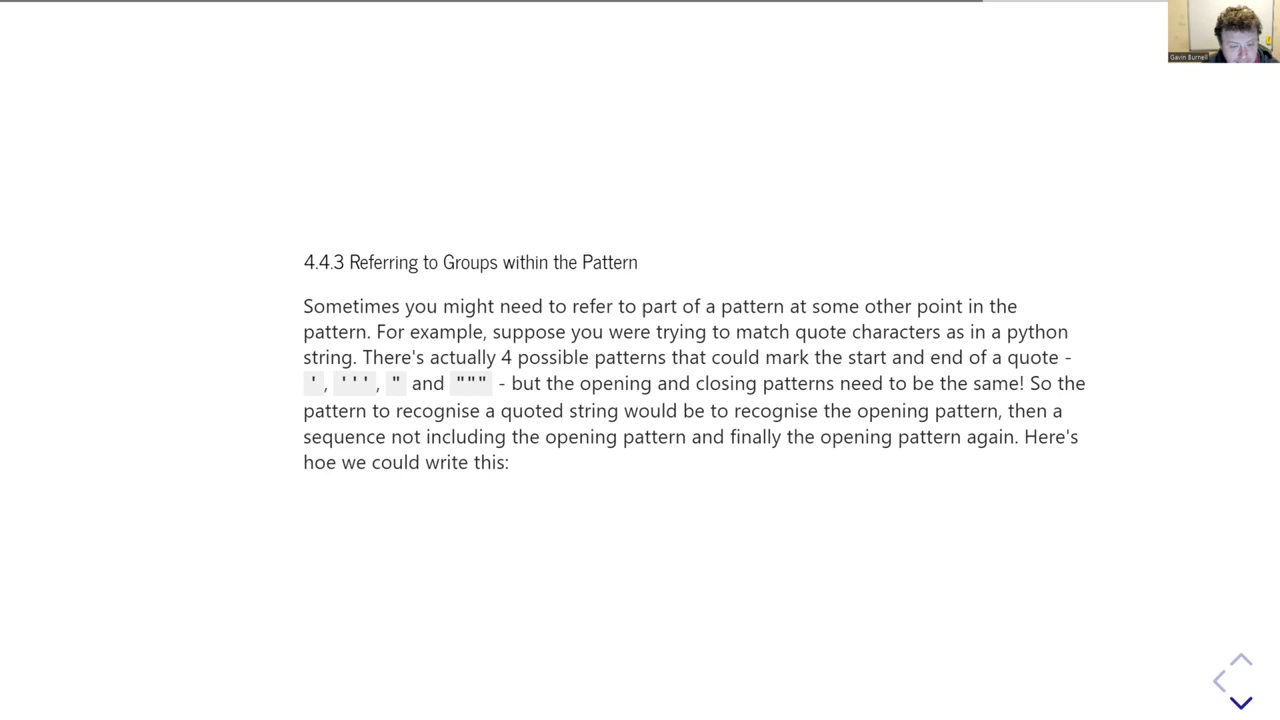 Gavin Burnell
4.4.3 Referring to Groups within the Pattern
Sometimes you might need to refer to part of a pattern at some other point in the
pattern. For example, suppose you were trying to match quote characters as in a python
string. There's actually 4 possible patterns that could mark the start and end of a quote -
', ''', " and """ - but the opening and closing patterns need to be the same! So the
pattern to recognise a quoted string would be to recognise the opening pattern, then a
sequence not including the opening pattern and finally the opening pattern again. Here's
hoe we could write this: